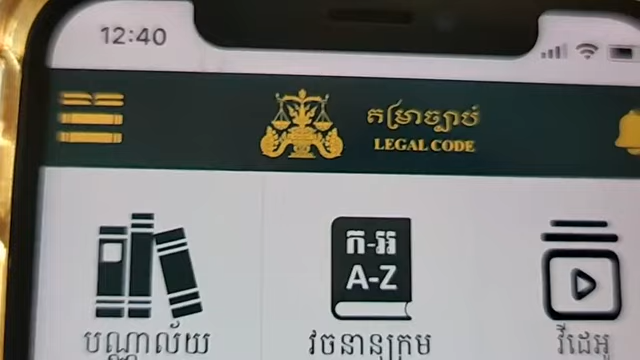 12:40
តម្រាច្បាប់
LEGAL CODE
ក-អ
A-Z
បណ្ណាល័យ
វចនានុក្រម
វីដេអូ